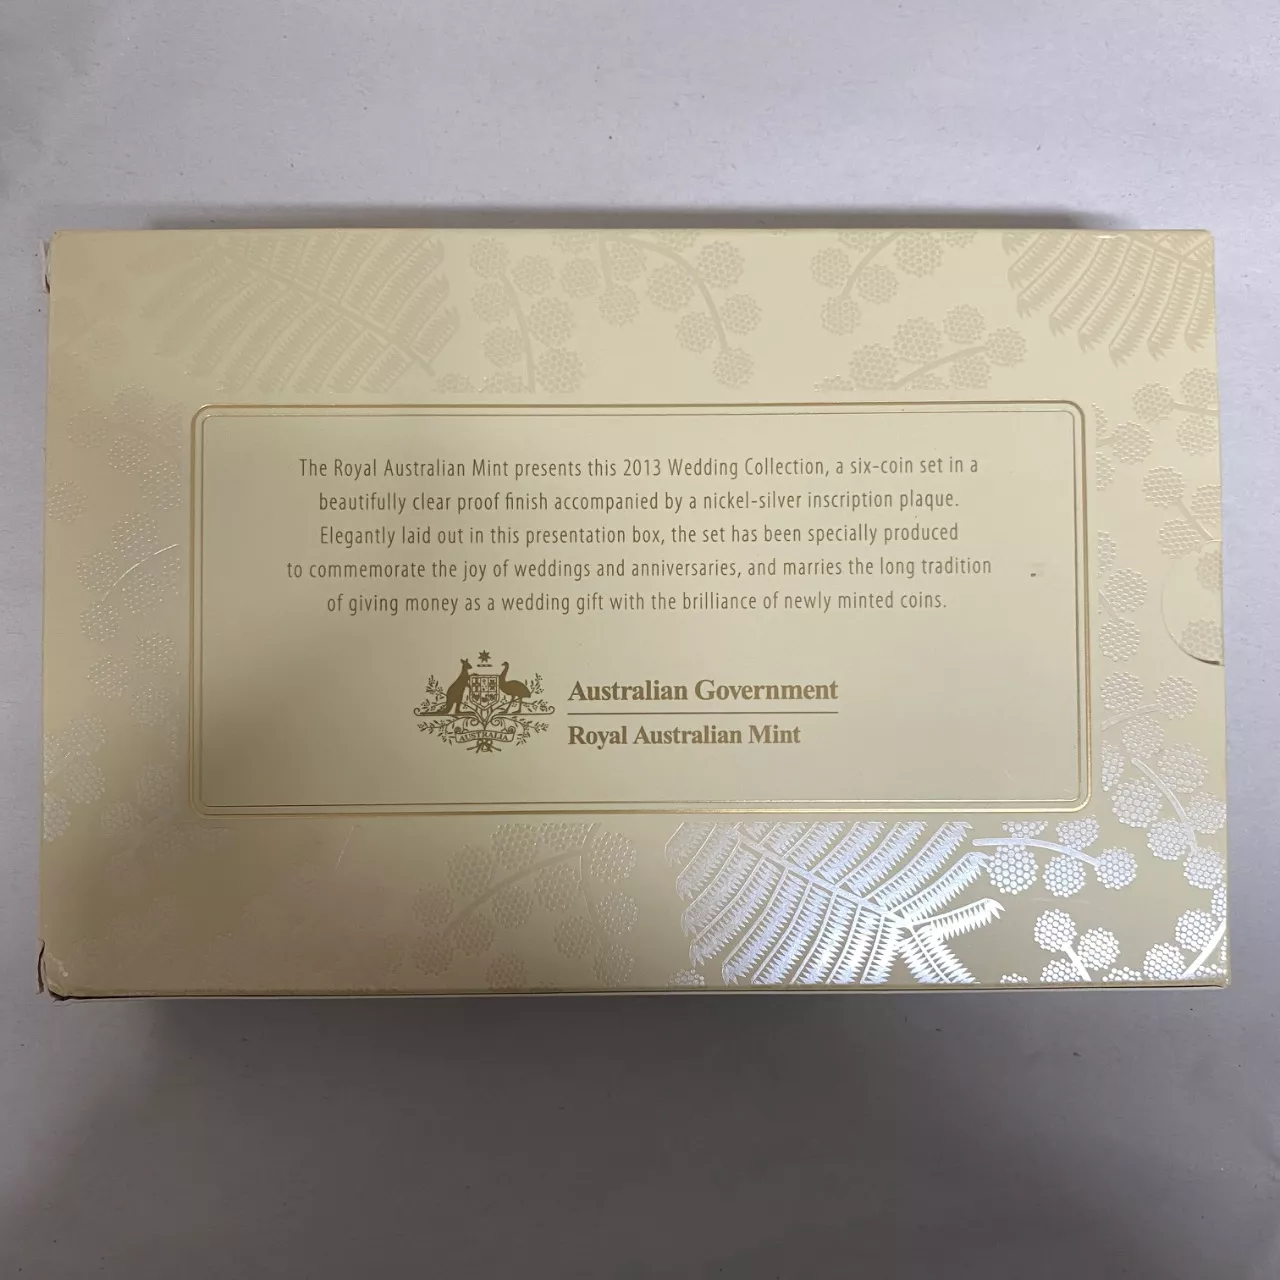 The Royal Australian Mint presents this 2013 Wedding Collection, a six-coin set in a
beautifully clear proof finish accompanied by a nickel-silver inscription plaque.
Elegantly laid out in this presentation box, the set has been specially produced
to commemorate the joy of weddings and anniversaries, and marries the long tradition
of giving money as a wedding gift with the brilliance of newly minted coins.
AUSTRALIA
Australian Government
Royal Australian Mint